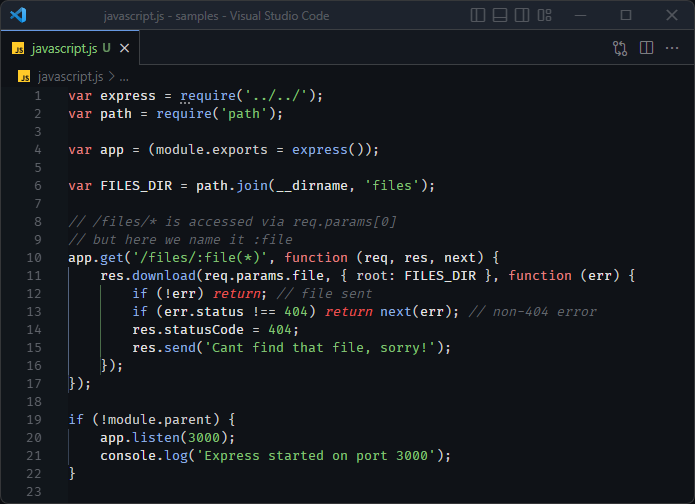 javascript.js - samples - Visual Studio Code
JS javascript.js U
JS javascript.js > ...
1 var express = require('../../');
2 var path = require('path');
3
4 var app = (module.exports = express());
5
6 var FILES_DIR = path.join(__dirname, 'files');
7
8 // /files/* is accessed via req.params[0]
9 // but here we name it :file
10 app.get('/files/:file(*)', function (req, res, next) {
11     res.download(req.params.file, { root: FILES_DIR }, function (err) {
12         if (!err) return; // file sent
13         if (err.status !== 404) return next(err); // non-404 error
14         res.statusCode = 404;
15         res.send('Cant find that file, sorry!');
16     });
17 });
18
19 if (!module.parent) {
20     app.listen(3000);
21     console.log('Express started on port 3000');
22 }
23